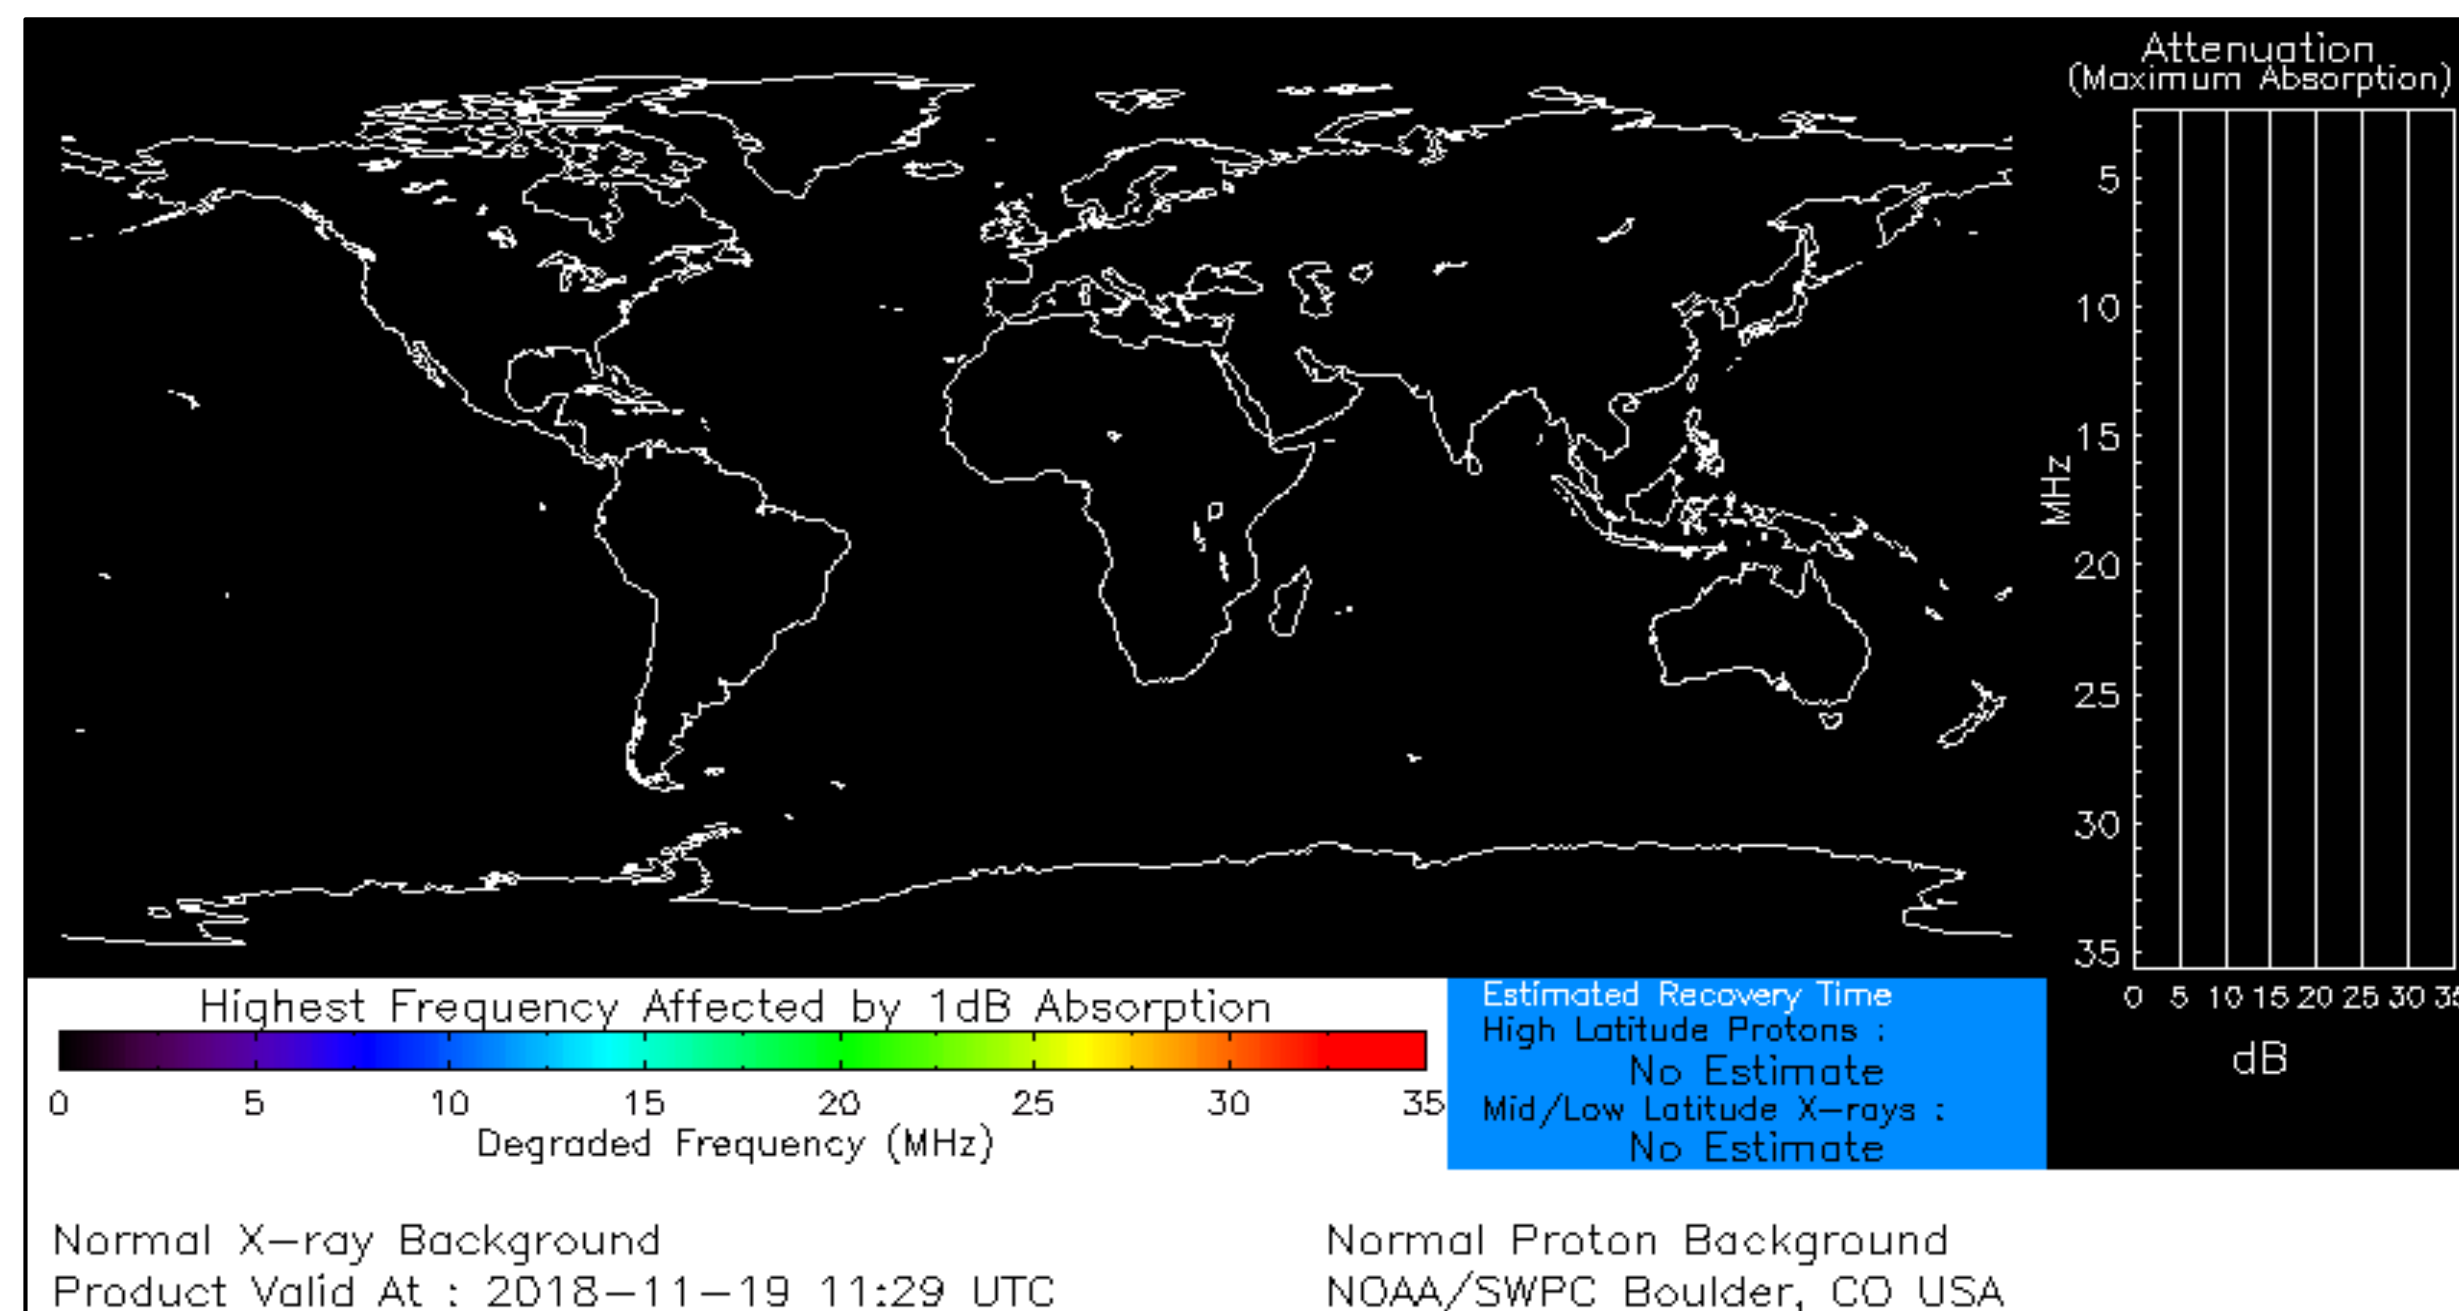 Attenuation
(Maximum Absorption)
5
10
15
20
25
30
35
MHz
0 5 10 15 20 25 30
dB
Highest Frequency Affected by 1dB Absorption
0 5 10 15 20 25 30 35
Degraded Frequency (MHz)
Estimated Recovery Time
High Latitude Protons :
No Estimate
Mid/Low Latitude X-rays :
No Estimate
Normal X-ray Background
Normal Proton Background
Product Valid At : 2018-11-19 11:29 UTC
NOAA/SWPC Boulder, CO USA